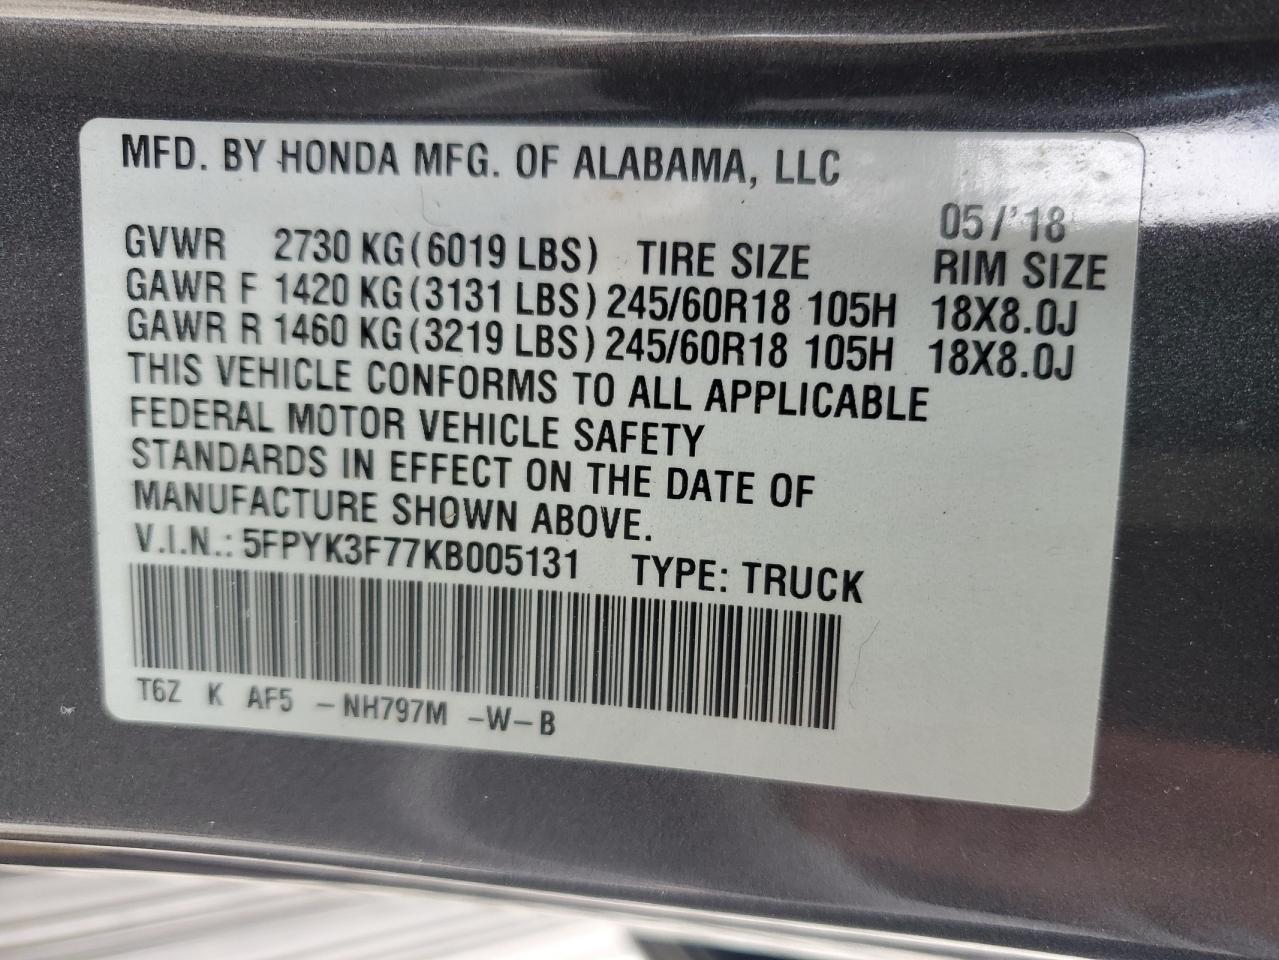 MFD. BY HONDA MFG. OF ALABAMA, LLC
05/'18
GVWR 2730 KG(6019 LBS) TIRE SIZE RIM SIZE
GAWR F 1420 KG(3131 LBS) 245/60R18 105H 18X8.0J
GAWR R 1460 KG(3219 LBS) 245/60R18 105H 18X8.0J
THIS VEHICLE CONFORMS TO ALL APPLICABLE
FEDERAL MOTOR VEHICLE SAFETY
STANDARDS IN EFFECT ON THE DATE OF
MANUFACTURE SHOWN ABOVE.
V.I.N.: 5FPYK3F77KB005131 TYPE: TRUCK
T6Z K AF5 -NH797M -W-B